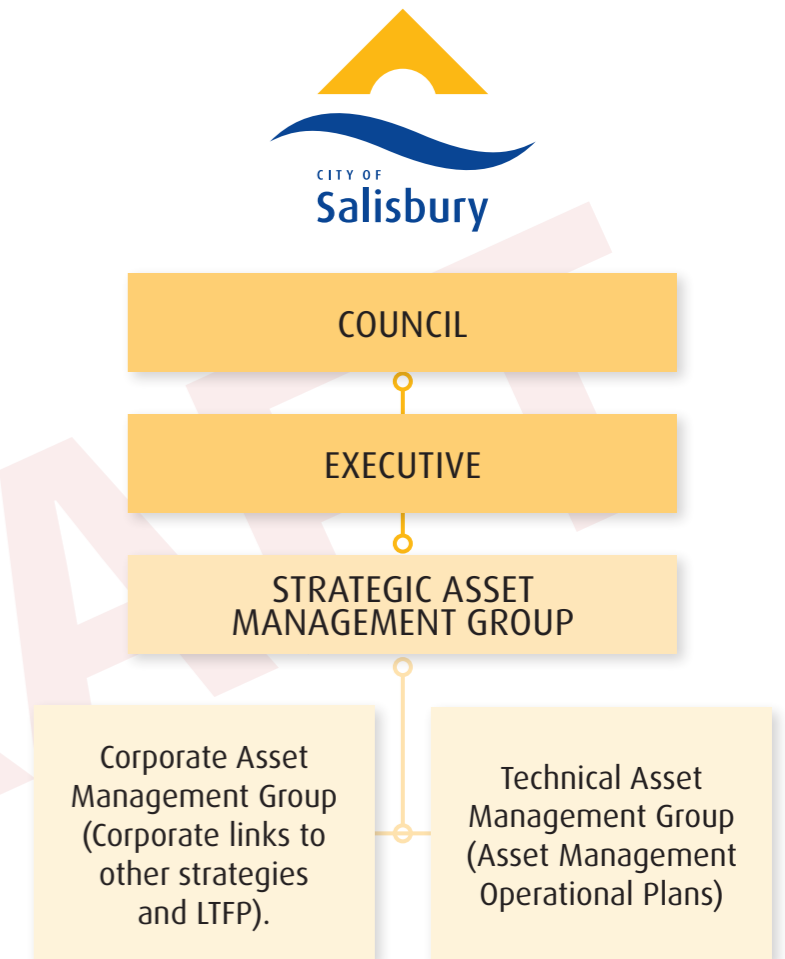 CITY OF
Salisbury
COUNCIL
EXECUTIVE
STRATEGIC ASSET
MANAGEMENT GROUP
Corporate Asset
Management Group
(Corporate links to
other strategies
and LTFP).
Technical Asset
Management Group
(Asset Management
Operational Plans)